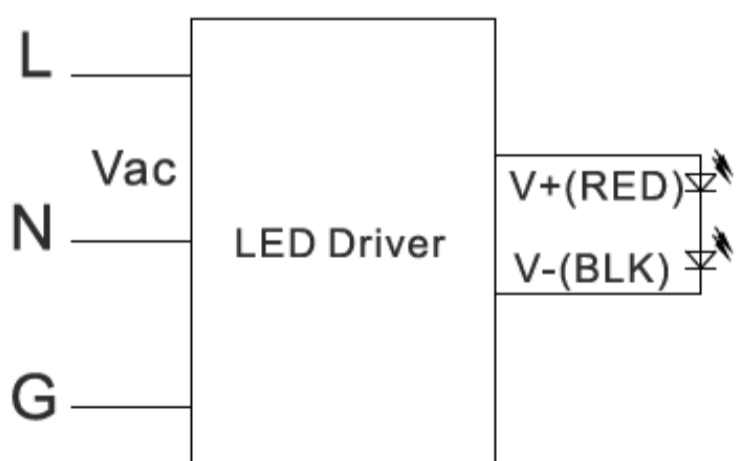 L
Vac
N
G
LED Driver
V+(RED)
V-(BLK)